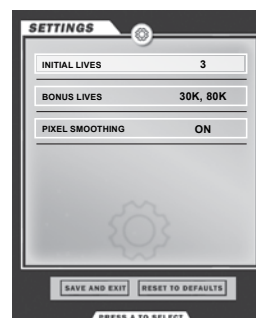 SETTINGS
INITIAL LIVES 3
BONUS LIVES 30K, 80K
PIXEL SMOOTHING ON
SAVE AND EXIT RESET TO DEFAULTS
PRESS A TO SELECT